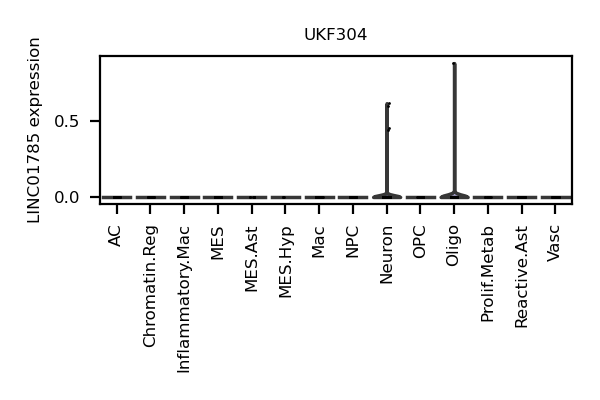 UKF304
LINC01785 expression
0.5
0.0
AC
Chromatin.Reg
Inflammatory.Mac
MES
MES.Ast
MES.Hyp
Mac
NPC
Neuron
OPC
Oligo
Prolif.Metab
Reactive.Ast
Vasc